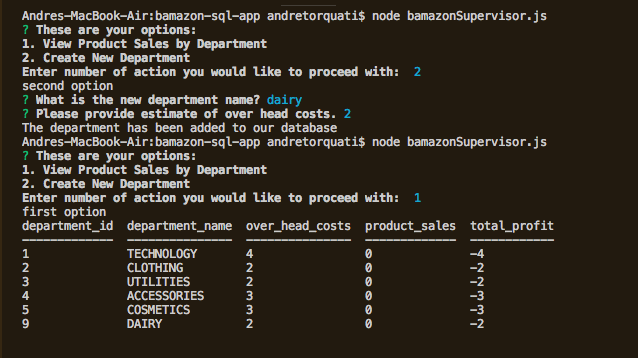 Andres-MacBook-Air:bamazon-sql-app andretorquati$ node bamazonSupervisor.js
? These are your options:
1. View Product Sales by Department
2. Create New Department
Enter number of action you would like to proceed with:  2
second option
? What is the new department name? dairy
? Please provide estimate of over head costs. 2
The department has been added to our database
Andres-MacBook-Air:bamazon-sql-app andretorquati$ node bamazonSupervisor.js
? These are your options:
1. View Product Sales by Department
2. Create New Department
Enter number of action you would like to proceed with:  1
first option
department_id  department_name  over_head_costs  product_sales  total_profit
-------------  ---------------  ---------------  -------------  ------------
1              TECHNOLOGY       4                0              -4
2              CLOTHING         2                0              -2
3              UTILITIES        2                0              -2
4              ACCESSORIES      3                0              -3
5              COSMETICS        3                0              -3
9              DAIRY            2                0              -2